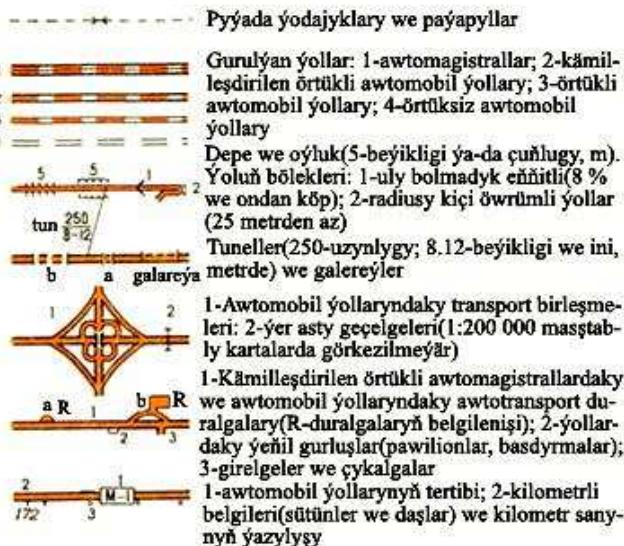 Pyýada ýodajyklary we paýapyllar
Gurulýan ýollar: 1-awtomagistrallar; 2-kämil-
leşdirilen örtükli awtomobil ýollary; 3-örtükli
awtomobil ýollary; 4-örtüksiz awtomobil
ýollary
Depe we oýluk(5-beýikligi ýa-da çuňlugy, m).
5 5 1 2
Ýoluň bölekleri: 1-uly bolmadyk eňňitli(8 %
we ondan köp); 2-radiusy kiçi öwrümli ýollar
(25 metrden az)
tun 250
8-12
Tuneller(250-uzynlygy; 8.12-beýikligi we ini,
metrde) we galereýler
b a galareýa
1 2
1-Awtomobil ýollaryndaky transport birleşme-
leri: 2-ýer asty geçelgeleri(1:200 000 masştab-
ly kartalarda görkezilmeýär)
1-Kämilleşdirilen örtükli awtomagistrallardaky
we awtomobil ýollaryndaky awtotransport du-
ralgalary(R-duralgalaryň belgilenişi); 2-ýollar-
daky ýeňil gurluşlar(pawilionlar, basdyrmalar);
3-girelgeler we çykalgalar
a R 1 b R
2 3
1-awtomobil ýollarynyň tertibi; 2-kilometrli
belgileri(sütünler we daşlar) we kilometr sany-
nyň ýazylyşy
2 1
M-1
172 3